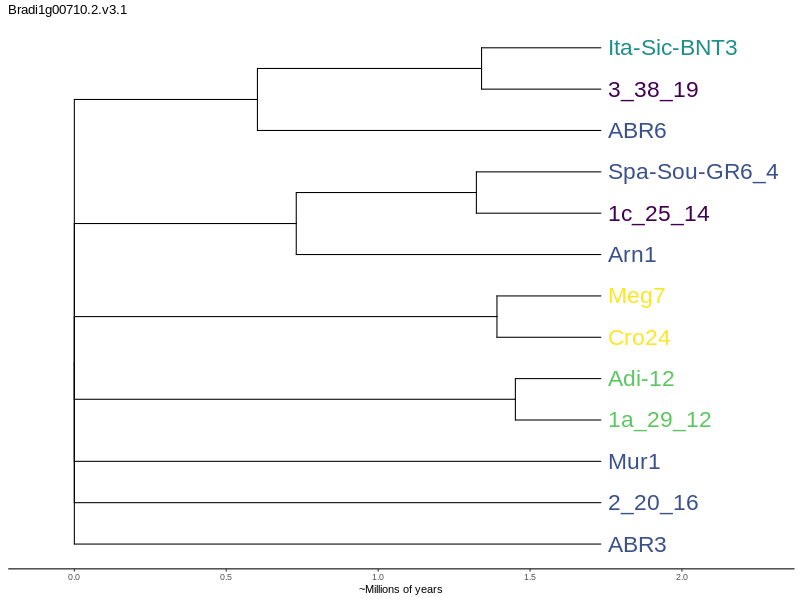 Bradi1g00710.2.v3.1
Ita-Sic-BNT3
3_38_19
ABR6
Spa-Sou-GR6_4
1c_25_14
Arn1
Meg7
Cro24
Adi-12
1a_29_12
Mur1
2_20_16
ABR3
0.0 0.5 1.0 1.5 2.0
~Millions of years